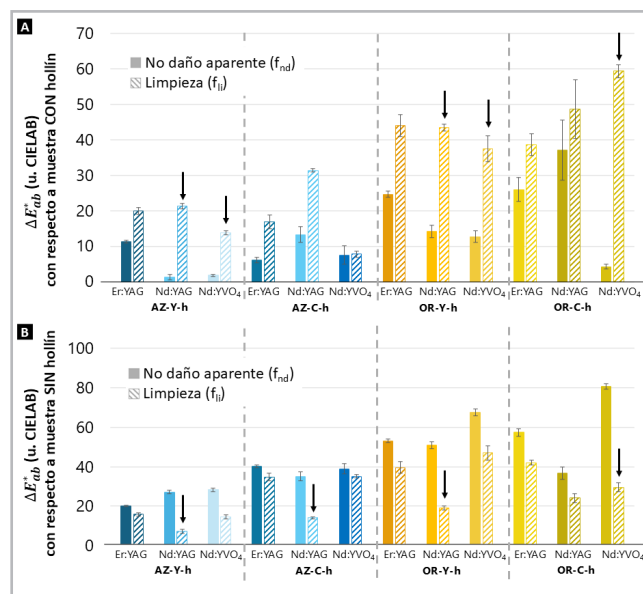 A
ΔE*ab (u. CIELAB)
con respecto a muestra CON hollín
70
60
50
40
30
20
10
0
No daño aparente (fnd)
Limpieza (fli)
Er:YAG Nd:YAG Nd:YVO4 Er:YAG Nd:YAG Nd:YVO4 Er:YAG Nd:YAG Nd:YVO4 Er:YAG Nd:YAG Nd:YVO4
AZ-Y-h AZ-C-h OR-Y-h OR-C-h
B
ΔE*ab (u. CIELAB)
con respecto a muestra SIN hollín
100
80
60
40
20
0
No daño aparente (fnd)
Limpieza (fli)
Er:YAG Nd:YAG Nd:YVO4 Er:YAG Nd:YAG Nd:YVO4 Er:YAG Nd:YAG Nd:YVO4 Er:YAG Nd:YAG Nd:YVO4
AZ-Y-h AZ-C-h OR-Y-h OR-C-h